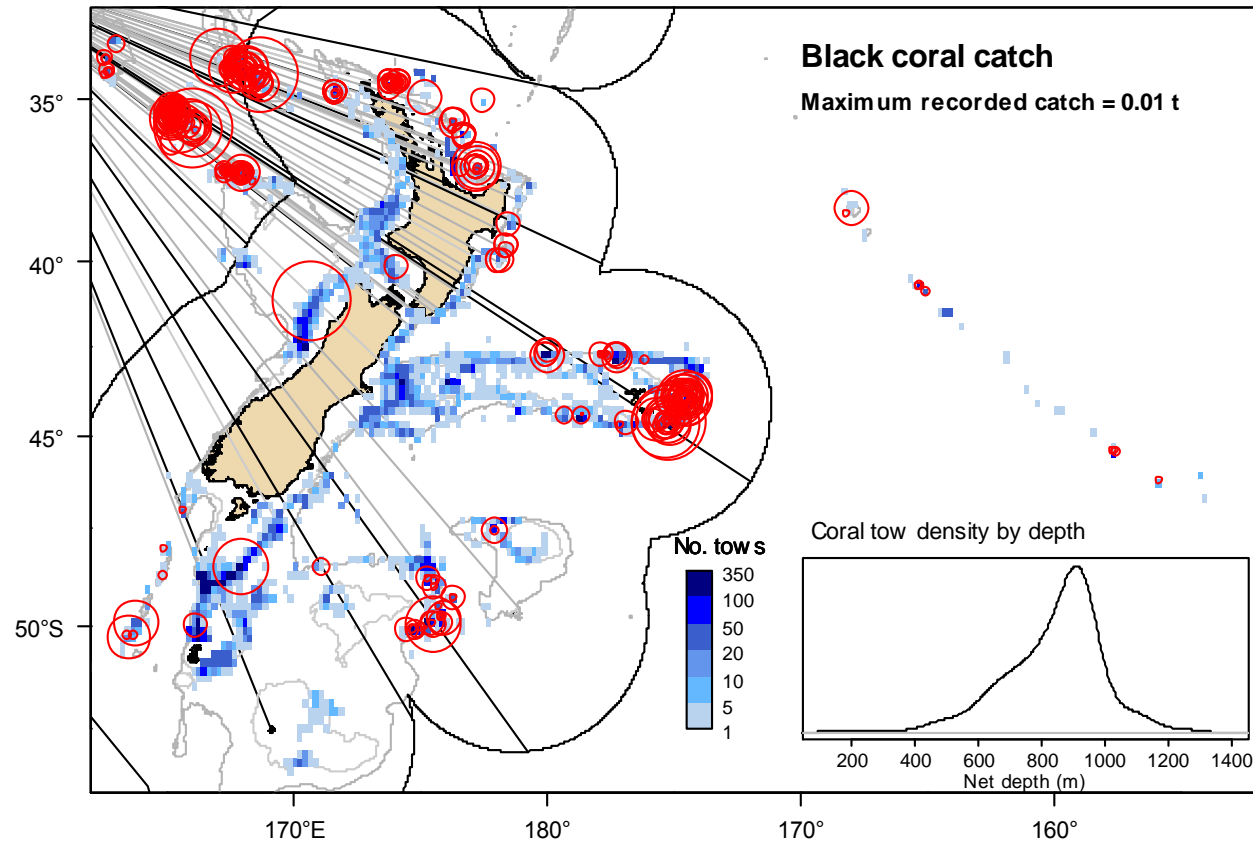 Black coral catch
Maximum recorded catch = 0.01 t
35°
40°
45°
50°S
No. tows
350
100
50
20
10
5
1
Coral tow density by depth
200 400 600 800 1000 1200 1400
Net depth (m)
170°E 180° 170° 160°